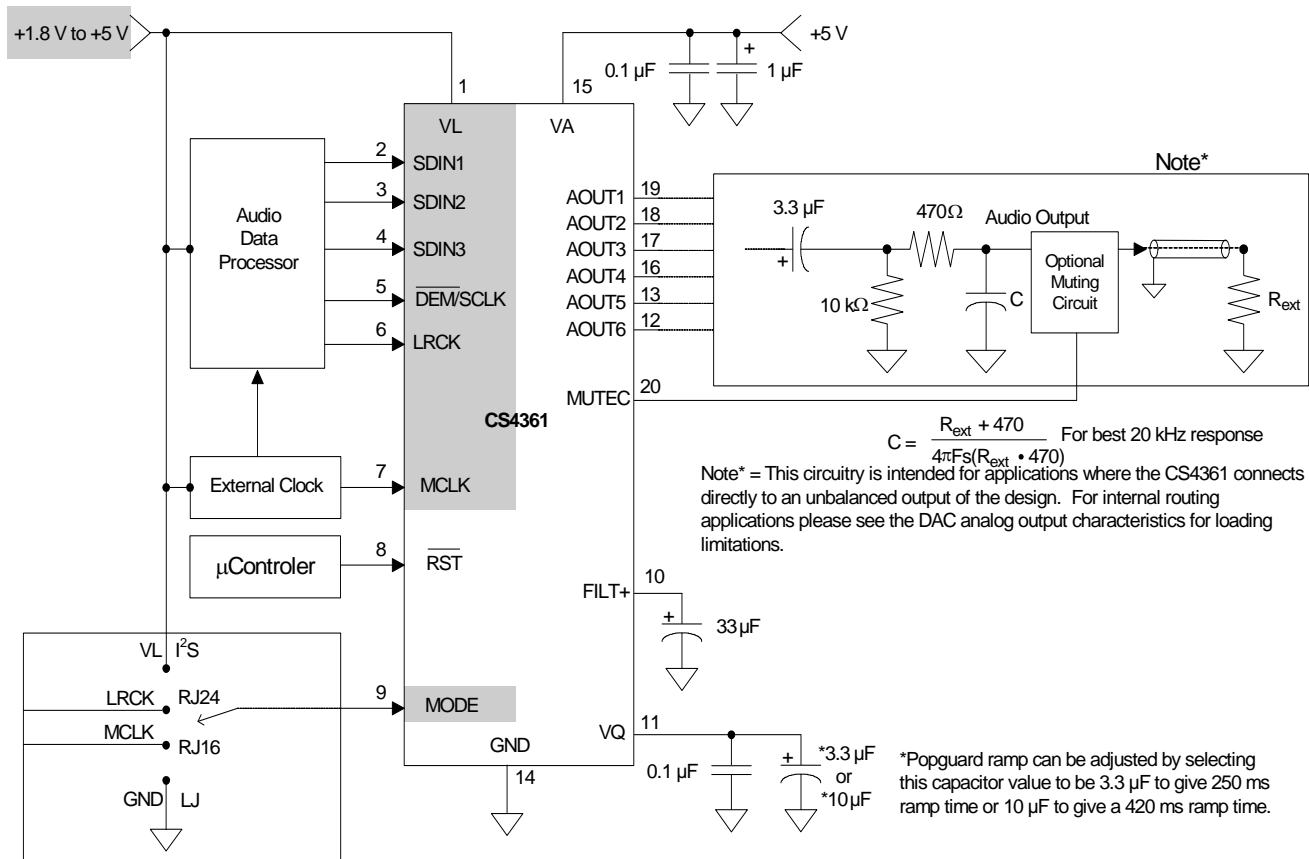 +1.8 V to +5 V
+5 V
0.1 µF
+
1 µF
1
15
VL
VA
Audio
Data
Processor
2
SDIN1
3
SDIN2
4
SDIN3
5
DEM/SCLK
6
LRCK
AOUT1
19
AOUT2
18
AOUT3
17
AOUT4
16
AOUT5
13
AOUT6
12
Note*
3.3 µF
+
470Ω
10 kΩ
C
Audio Output
Optional
Muting
Circuit
Rext
MUTEC
20
CS4361
C = Rext + 470
4πFs(Rext • 470)
For best 20 kHz response
Note* = This circuitry is intended for applications where the CS4361 connects
directly to an unbalanced output of the design. For internal routing
applications please see the DAC analog output characteristics for loading
limitations.
External Clock
7
MCLK
µControler
8
RST
FILT+
10
+
33 µF
VL
I²S
LRCK
RJ24
MCLK
RJ16
GND
LJ
9
MODE
GND
14
VQ
11
0.1 µF
+
*3.3 µF
or
*10µF
*Popguard ramp can be adjusted by selecting
this capacitor value to be 3.3 µF to give 250 ms
ramp time or 10 µF to give a 420 ms ramp time.